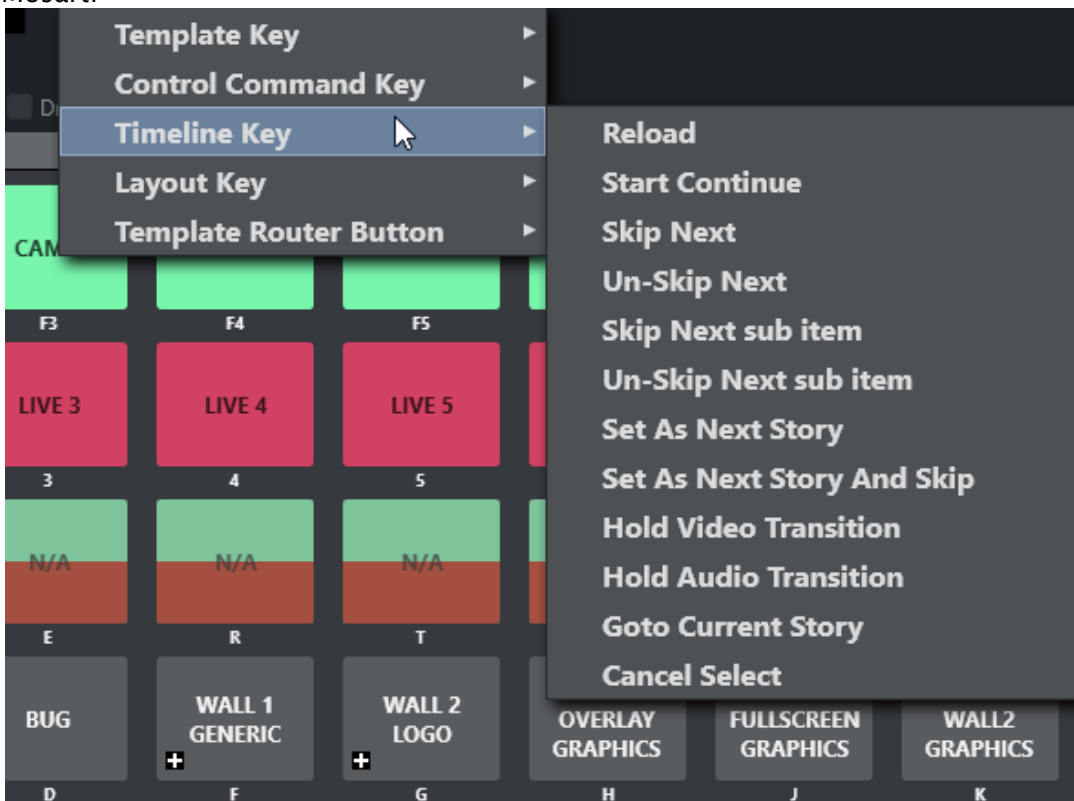 Template Key
Control Command Key
Timeline Key
Layout Key
Template Router Button
Reload
Start Continue
Skip Next
Un-Skip Next
Skip Next sub item
Un-Skip Next sub item
Set As Next Story
Set As Next Story And Skip
Hold Video Transition
Hold Audio Transition
Goto Current Story
Cancel Select
CAM
F3 F4 F5
LIVE 3 LIVE 4 LIVE 5
3 4 5
N/A N/A N/A
E R T
BUG
WALL 1
GENERIC
WALL 2
LOGO
OVERLAY
GRAPHICS
FULLSCREEN
GRAPHICS
WALL2
GRAPHICS
D F G H J K